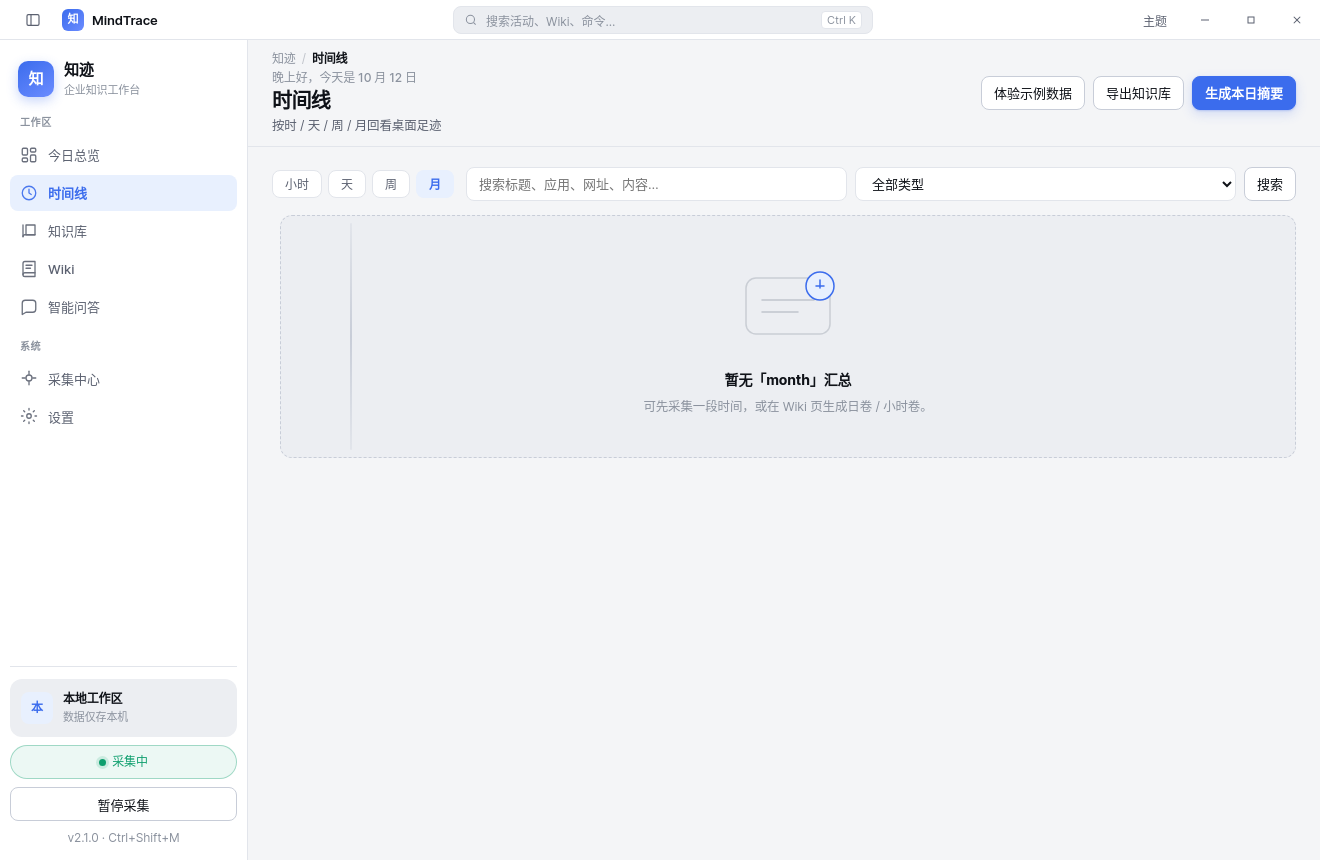 知 MindTrace
搜索活动、Wiki、命令...
Ctrl K
主题
知
知迹
企业知识工作台
工作区
今日总览
时间线
知识库
Wiki
智能问答
系统
采集中心
设置
本
本地工作区
数据仅存本机
采集中
暂停采集
v2.1.0 · Ctrl+Shift+M
知迹 / 时间线
晚上好，今天是 10 月 12 日
时间线
按时 / 天 / 周 / 月回看桌面足迹
体验示例数据
导出知识库
生成本日摘要
小时
天
周
月
搜索标题、应用、网址、内容...
全部类型
搜索
暂无「month」汇总
可先采集一段时间，或在 Wiki 页生成日卷 / 小时卷。